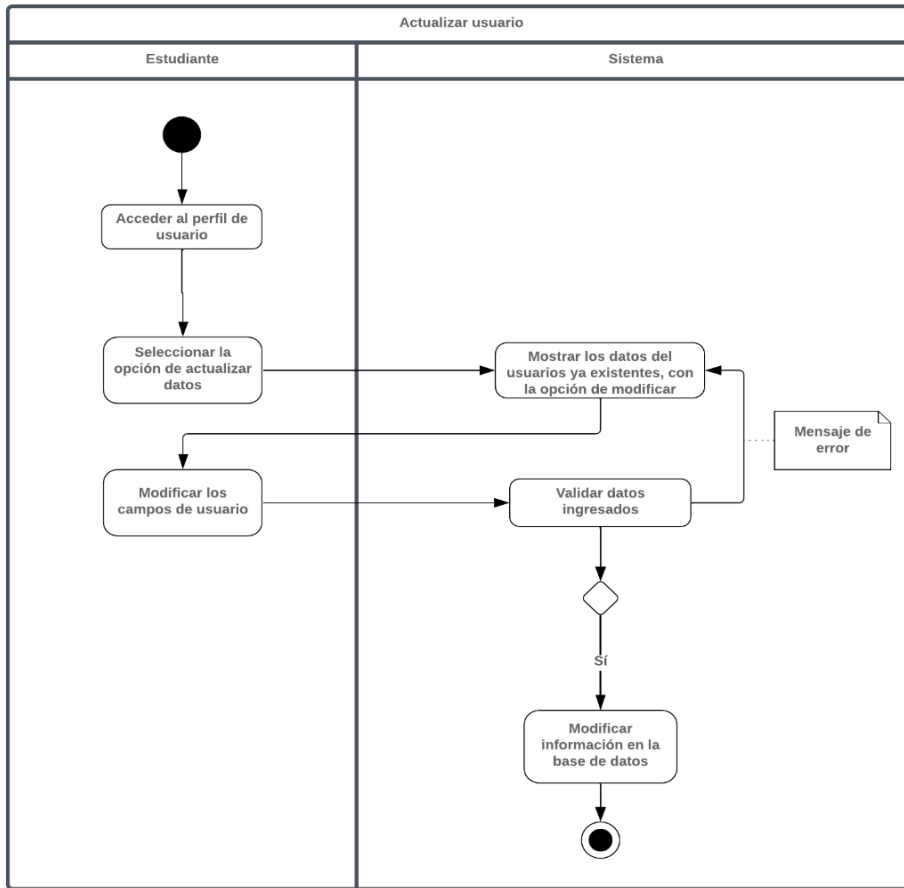 Actualizar usuario
Estudiante
Sistema
Acceder al perfil de
usuario
Seleccionar la
opción de actualizar
datos
Mostrar los datos del
usuarios ya existentes, con
la opción de modificar
Mensaje de
error
Modificar los
campos de usuario
Validar datos
ingresados
Sí
Modificar
información en la
base de datos